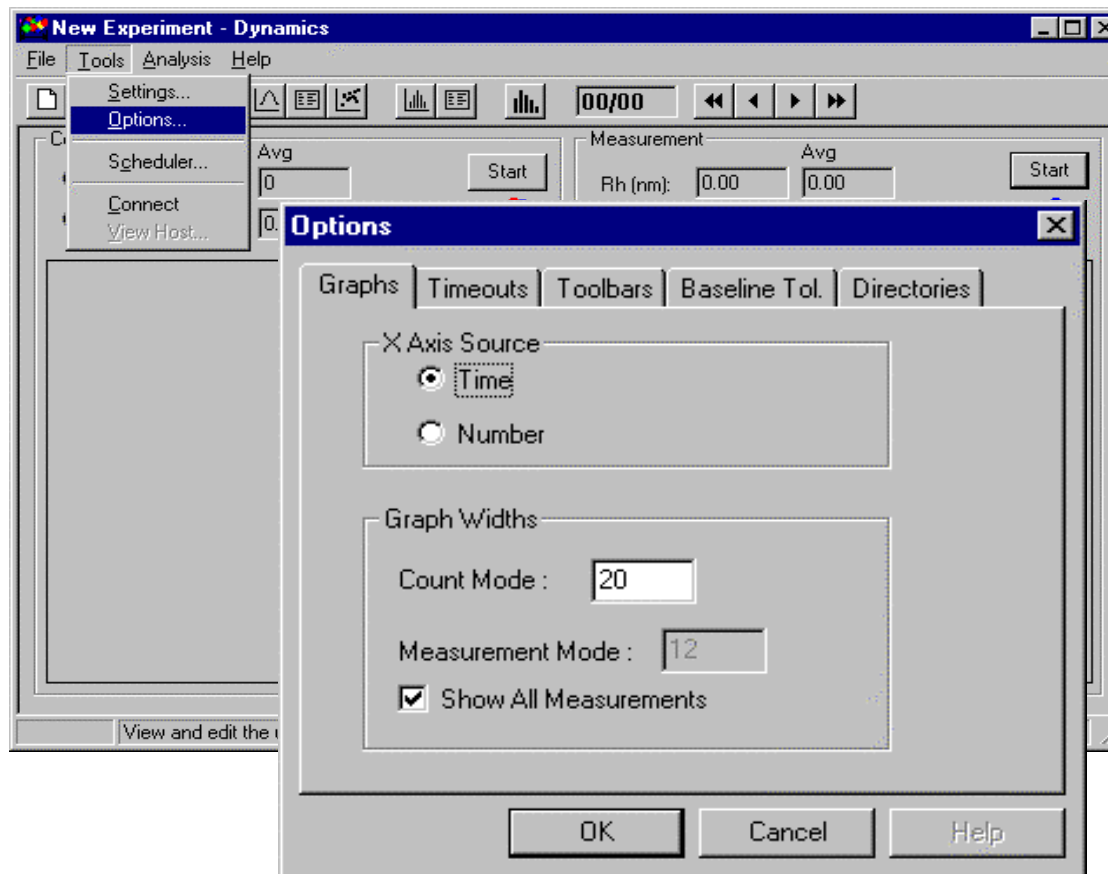 New Experiment - Dynamics
File Tools Analysis Help
Settings...
Options...
Scheduler...
Connect
View Host...
00/00
Avg
0
Start
Measurement
Avg
Rh (nm): 0.00 0.00
Start
Options
Graphs Timeouts Toolbars Baseline Tol. Directories
X Axis Source
Time
Number
Graph Widths
Count Mode : 20
Measurement Mode : 12
Show All Measurements
View and edit the
OK Cancel Help